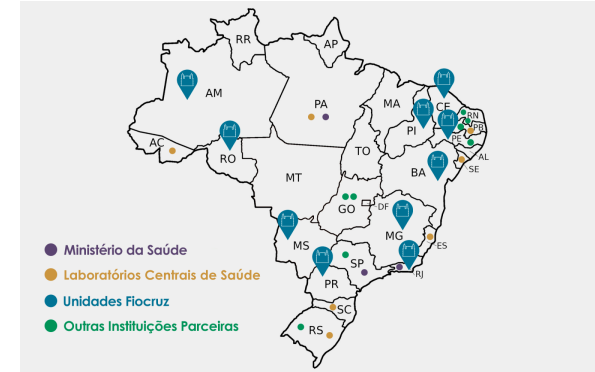 RR
AP
AM
PA
MA
CE
RN
PB
PI
PE
AC
AL
TO
RO
SE
BA
MT
DF
GO
MG
ES
MS
SP
RJ
PR
SC
RS
Ministério da Saúde
Laboratórios Centrais de Saúde
Unidades Fiocruz
Outras Instituições Parceiras